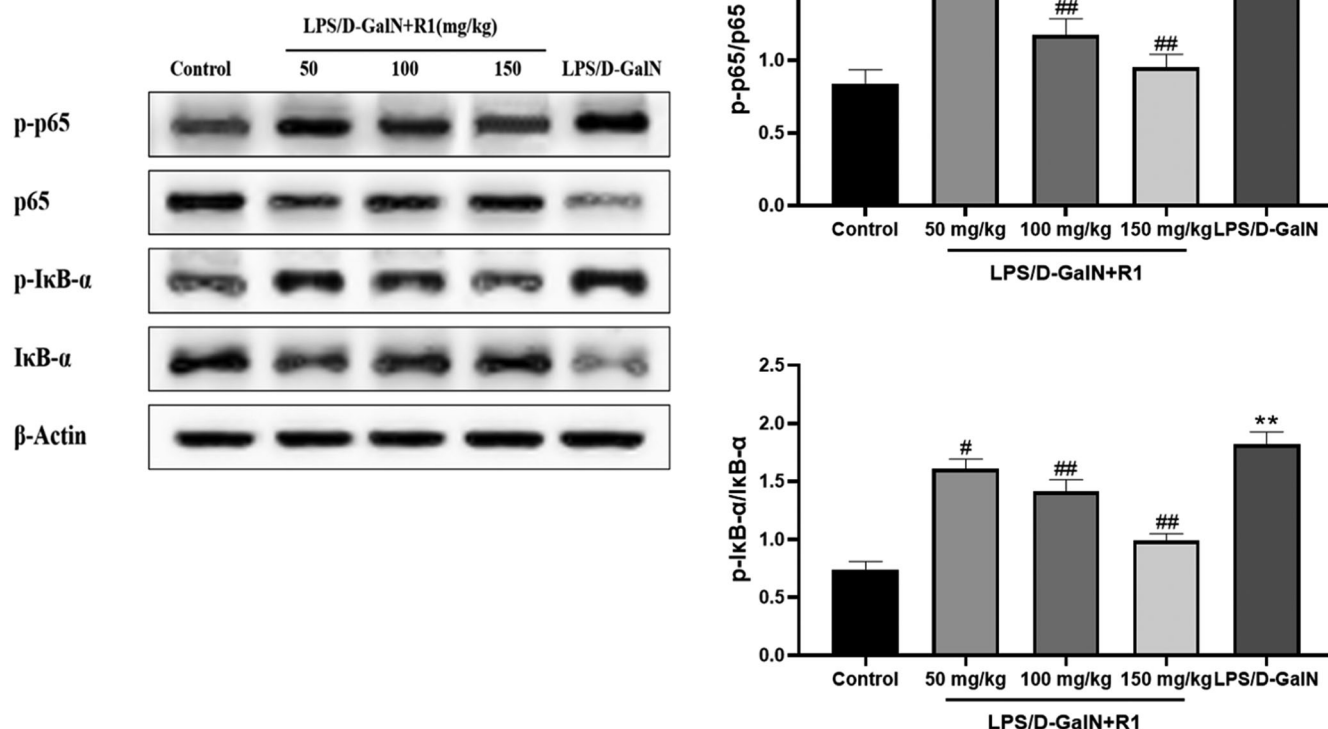 LPS/D-GalN+R1(mg/kg)
Control 50 100 150 LPS/D-GalN
p-p65
p65
p-IκB-α
IκB-α
β-Actin
p-p65/p65
## ##
1.0
0.5
0.0
Control 50 mg/kg 100 mg/kg 150 mg/kg LPS/D-GalN
LPS/D-GalN+R1
p-IκB-α/IκB-α
2.5
2.0
1.5
1.0
0.5
0.0
# ## ## **
Control 50 mg/kg 100 mg/kg 150 mg/kg LPS/D-GalN
LPS/D-GalN+R1